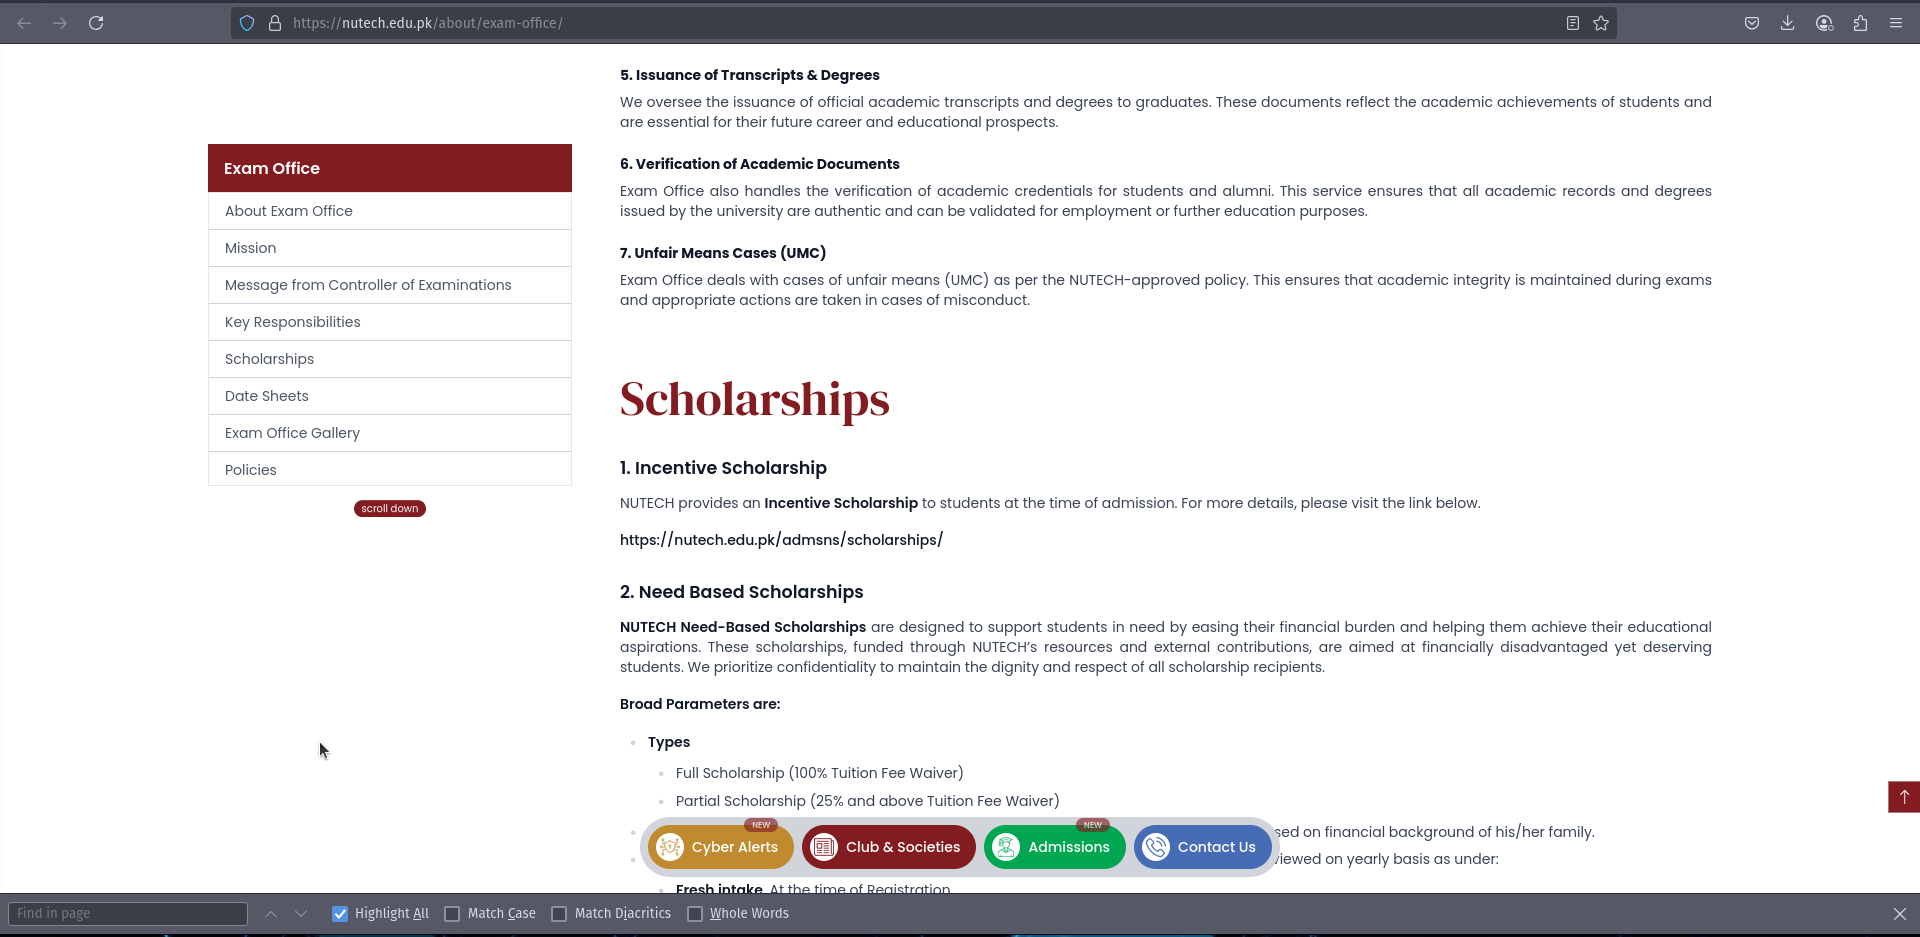 https://nutech.edu.pk/about/exam-office/
Exam Office
About Exam Office
Mission
Message from Controller of Examinations
Key Responsibilities
Scholarships
Date Sheets
Exam Office Gallery
Policies
scroll down
5. Issuance of Transcripts & Degrees
We oversee the issuance of official academic transcripts and degrees to graduates. These documents reflect the academic achievements of students and
are essential for their future career and educational prospects.
6. Verification of Academic Documents
Exam Office also handles the verification of academic credentials for students and alumni. This service ensures that all academic records and degrees
issued by the university are authentic and can be validated for employment or further education purposes.
7. Unfair Means Cases (UMC)
Exam Office deals with cases of unfair means (UMC) as per the NUTECH-approved policy. This ensures that academic integrity is maintained during exams
and appropriate actions are taken in cases of misconduct.
Scholarships
1. Incentive Scholarship
NUTECH provides an Incentive Scholarship to students at the time of admission. For more details, please visit the link below.
https://nutech.edu.pk/admsns/scholarships/
2. Need Based Scholarships
NUTECH Need-Based Scholarships are designed to support students in need by easing their financial burden and helping them achieve their educational
aspirations. These scholarships, funded through NUTECH’s resources and external contributions, are aimed at financially disadvantaged yet deserving
students. We prioritize confidentiality to maintain the dignity and respect of all scholarship recipients.
Broad Parameters are:
Types
Full Scholarship (100% Tuition Fee Waiver)
Partial Scholarship (25% and above Tuition Fee Waiver)
on financial background of his/her family.
on yearly basis as under:
Fresh intake. At the time of Registration
NEW
Cyber Alerts
Club & Societies
NEW
Admissions
Contact Us
Find in page
Highlight All
Match Case
Match Diacritics
Whole Words